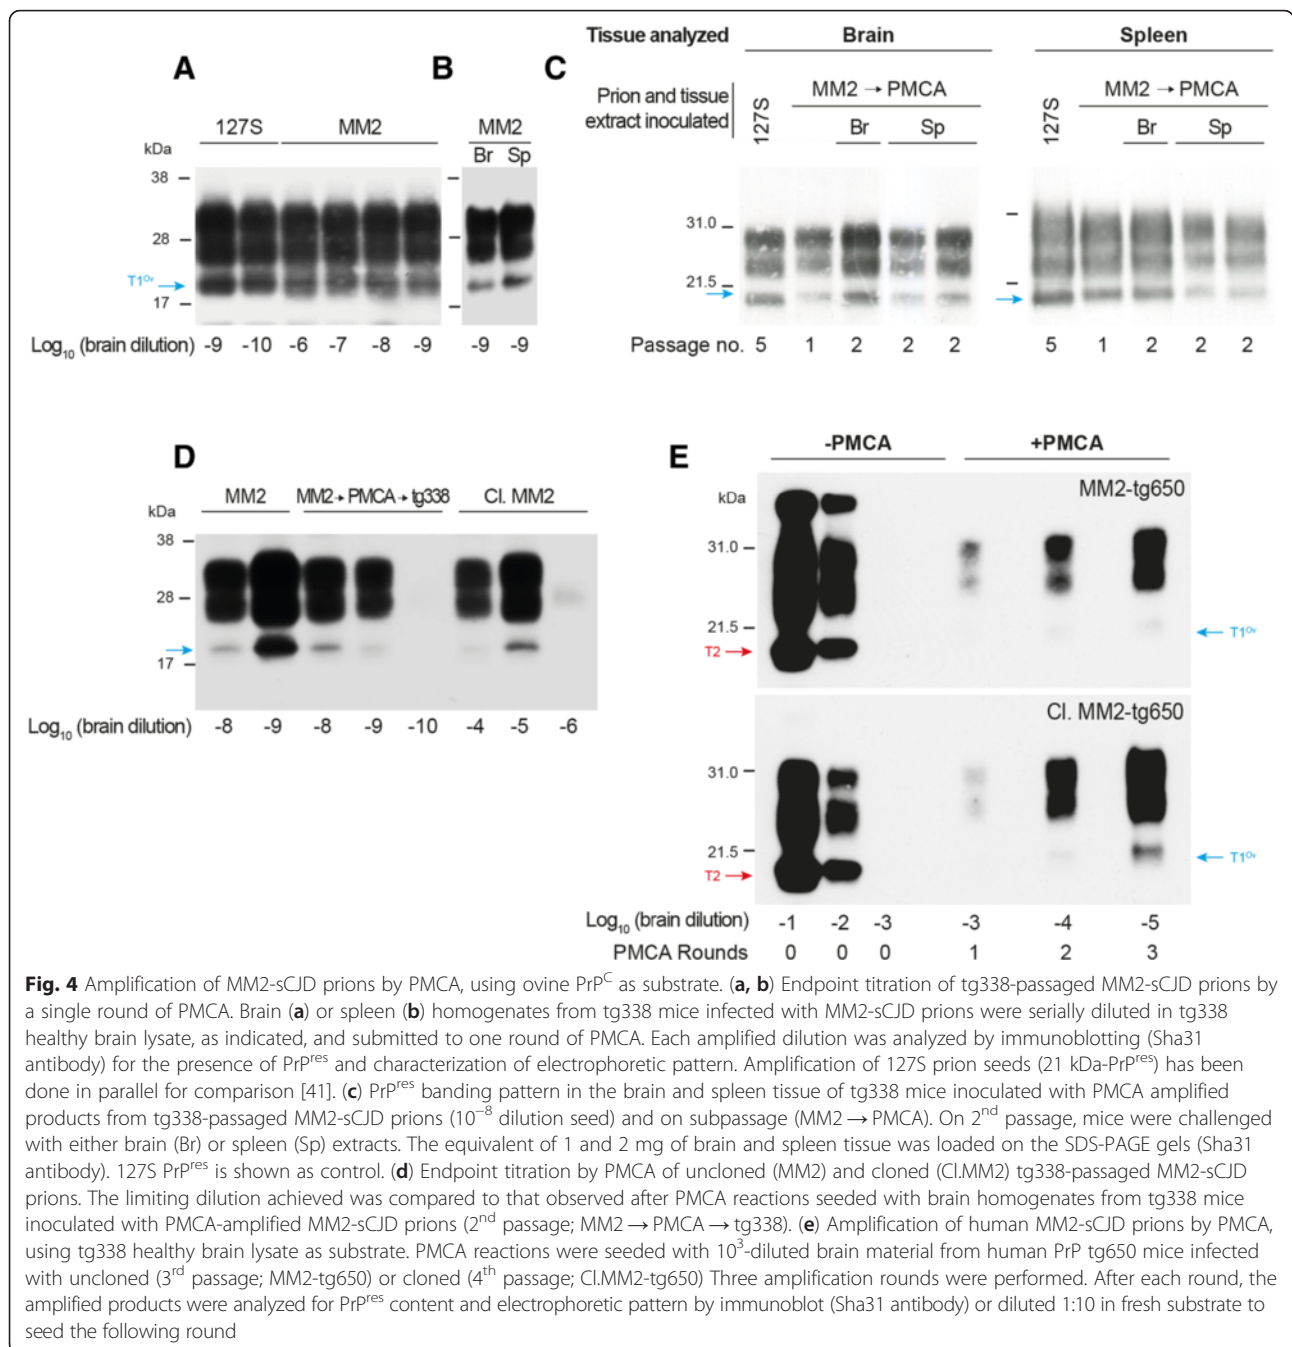 A
127S MM2
kDa
38
28
T1ᴼᵛ
17
Log₁₀ (brain dilution) -9 -10 -6 -7 -8 -9
B
MM2
Br Sp
-9 -9
C
Tissue analyzed Brain Spleen
Prion and tissue
extract inoculated
127S MM2 → PMCA 127S MM2 → PMCA
Br Sp Br Sp
31.0
21.5
Passage no. 5 1 2 2 2 5 1 2 2 2
D
MM2 MM2→PMCA→tg338 Cl. MM2
kDa
38
28
17
Log₁₀ (brain dilution) -8 -9 -8 -9 -10 -4 -5 -6
E
-PMCA +PMCA
kDa MM2-tg650
31.0
21.5
T2 T1ᴼᵛ
Cl. MM2-tg650
31.0
21.5
T2 T1ᴼᵛ
Log₁₀ (brain dilution) -1 -2 -3 -3 -4 -5
PMCA Rounds 0 0 0 1 2 3
Fig. 4 Amplification of MM2-sCJD prions by PMCA, using ovine PrPᶜ as substrate. (a, b) Endpoint titration of tg338-passaged MM2-sCJD prions by
a single round of PMCA. Brain (a) or spleen (b) homogenates from tg338 mice infected with MM2-sCJD prions were serially diluted in tg338
healthy brain lysate, as indicated, and submitted to one round of PMCA. Each amplified dilution was analyzed by immunoblotting (Sha31
antibody) for the presence of PrPʳᵉˢ and characterization of electrophoretic pattern. Amplification of 127S prion seeds (21 kDa-PrPʳᵉˢ) has been
done in parallel for comparison [41]. (c) PrPʳᵉˢ banding pattern in the brain and spleen tissue of tg338 mice inoculated with PMCA amplified
products from tg338-passaged MM2-sCJD prions (10⁻⁸ dilution seed) and on subpassage (MM2 → PMCA). On 2ⁿᵈ passage, mice were challenged
with either brain (Br) or spleen (Sp) extracts. The equivalent of 1 and 2 mg of brain and spleen tissue was loaded on the SDS-PAGE gels (Sha31
antibody). 127S PrPʳᵉˢ is shown as control. (d) Endpoint titration by PMCA of uncloned (MM2) and cloned (Cl.MM2) tg338-passaged MM2-sCJD
prions. The limiting dilution achieved was compared to that observed after PMCA reactions seeded with brain homogenates from tg338 mice
inoculated with PMCA-amplified MM2-sCJD prions (2ⁿᵈ passage; MM2 → PMCA → tg338). (e) Amplification of human MM2-sCJD prions by PMCA,
using tg338 healthy brain lysate as substrate. PMCA reactions were seeded with 10³-diluted brain material from human PrP tg650 mice infected
with uncloned (3ʳᵈ passage; MM2-tg650) or cloned (4ᵗʰ passage; Cl.MM2-tg650) Three amplification rounds were performed. After each round, the
amplified products were analyzed for PrPʳᵉˢ content and electrophoretic pattern by immunoblot (Sha31 antibody) or diluted 1:10 in fresh substrate to
seed the following round